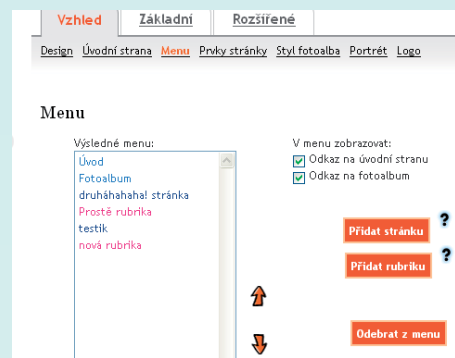 Vzhled Základní Rozšířené
Design Úvodní strana Menu Prvky stránky Styl fotoalba Portrét Logo
Menu
Výsledné menu:
Úvod
Fotoalbum
druháhahaha! stránka
Prostě rubrika
testik
nová rubrika
V menu zobrazovat:
Odkaz na úvodní stranu
Odkaz na fotoalbum
Přidat stránku ?
Přidat rubriku ?
Odebrat z menu